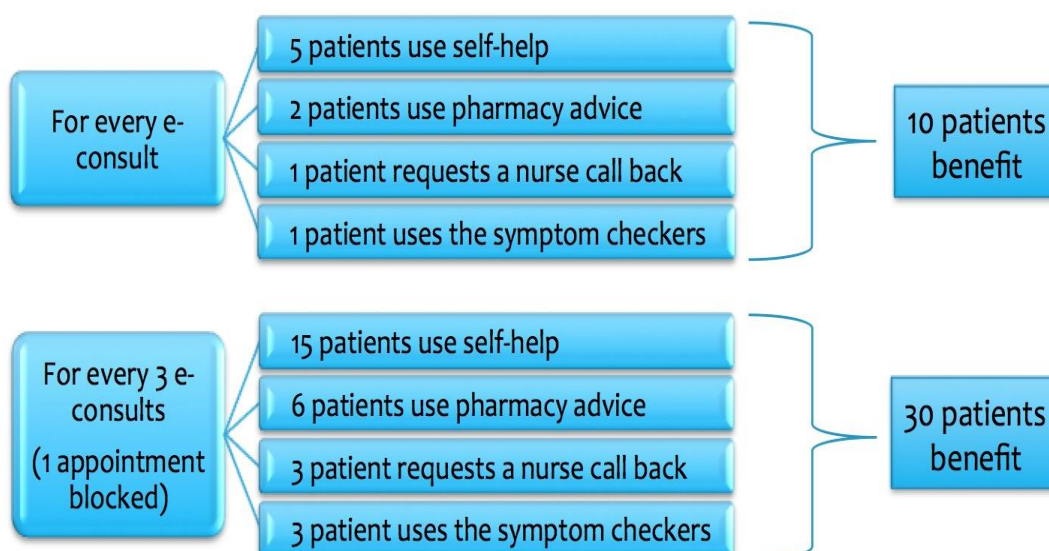 For every e-
consult
5 patients use self-help
2 patients use pharmacy advice
1 patient requests a nurse call back
1 patient uses the symptom checkers
10 patients
benefit
For every 3 e-
consults
(1 appointment
blocked)
15 patients use self-help
6 patients use pharmacy advice
3 patient requests a nurse call back
3 patient uses the symptom checkers
30 patients
benefit